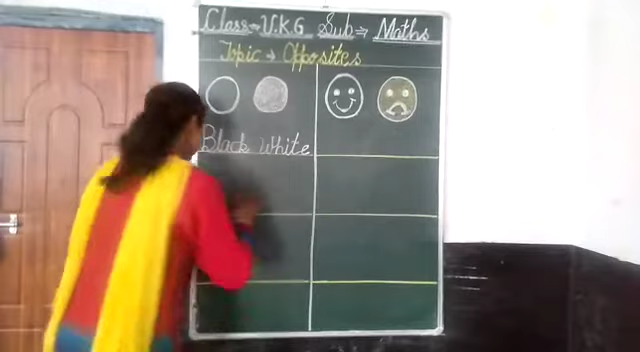 Class→U.K.G Sub→ Maths
Topic → Opposites
Black White